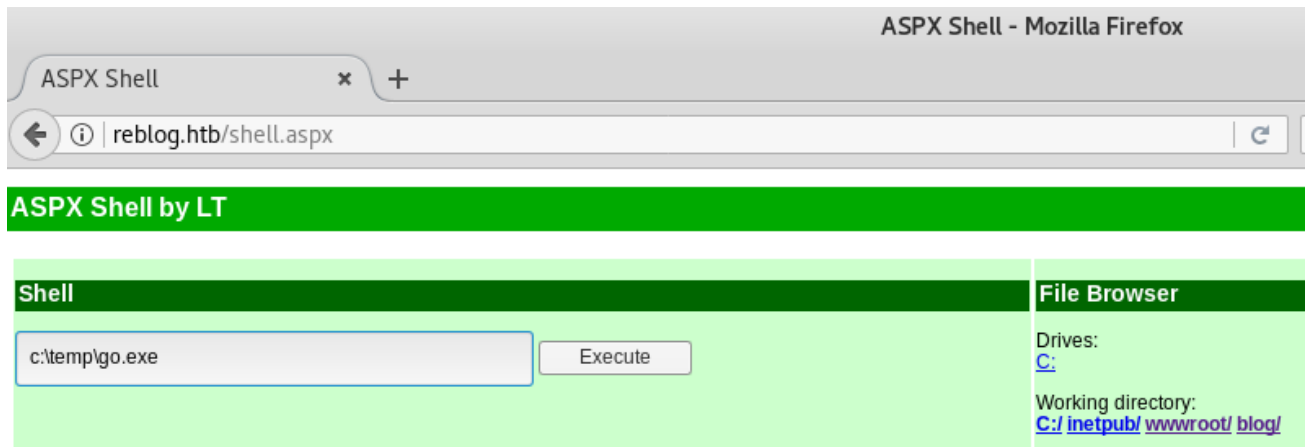 ASPX Shell - Mozilla Firefox
ASPX Shell × +
reblog.htb/shell.aspx
ASPX Shell by LT
Shell
c:\temp\go.exe Execute
File Browser
Drives:
C:
Working directory:
C:/ inetpub/ wwwroot/ blog/